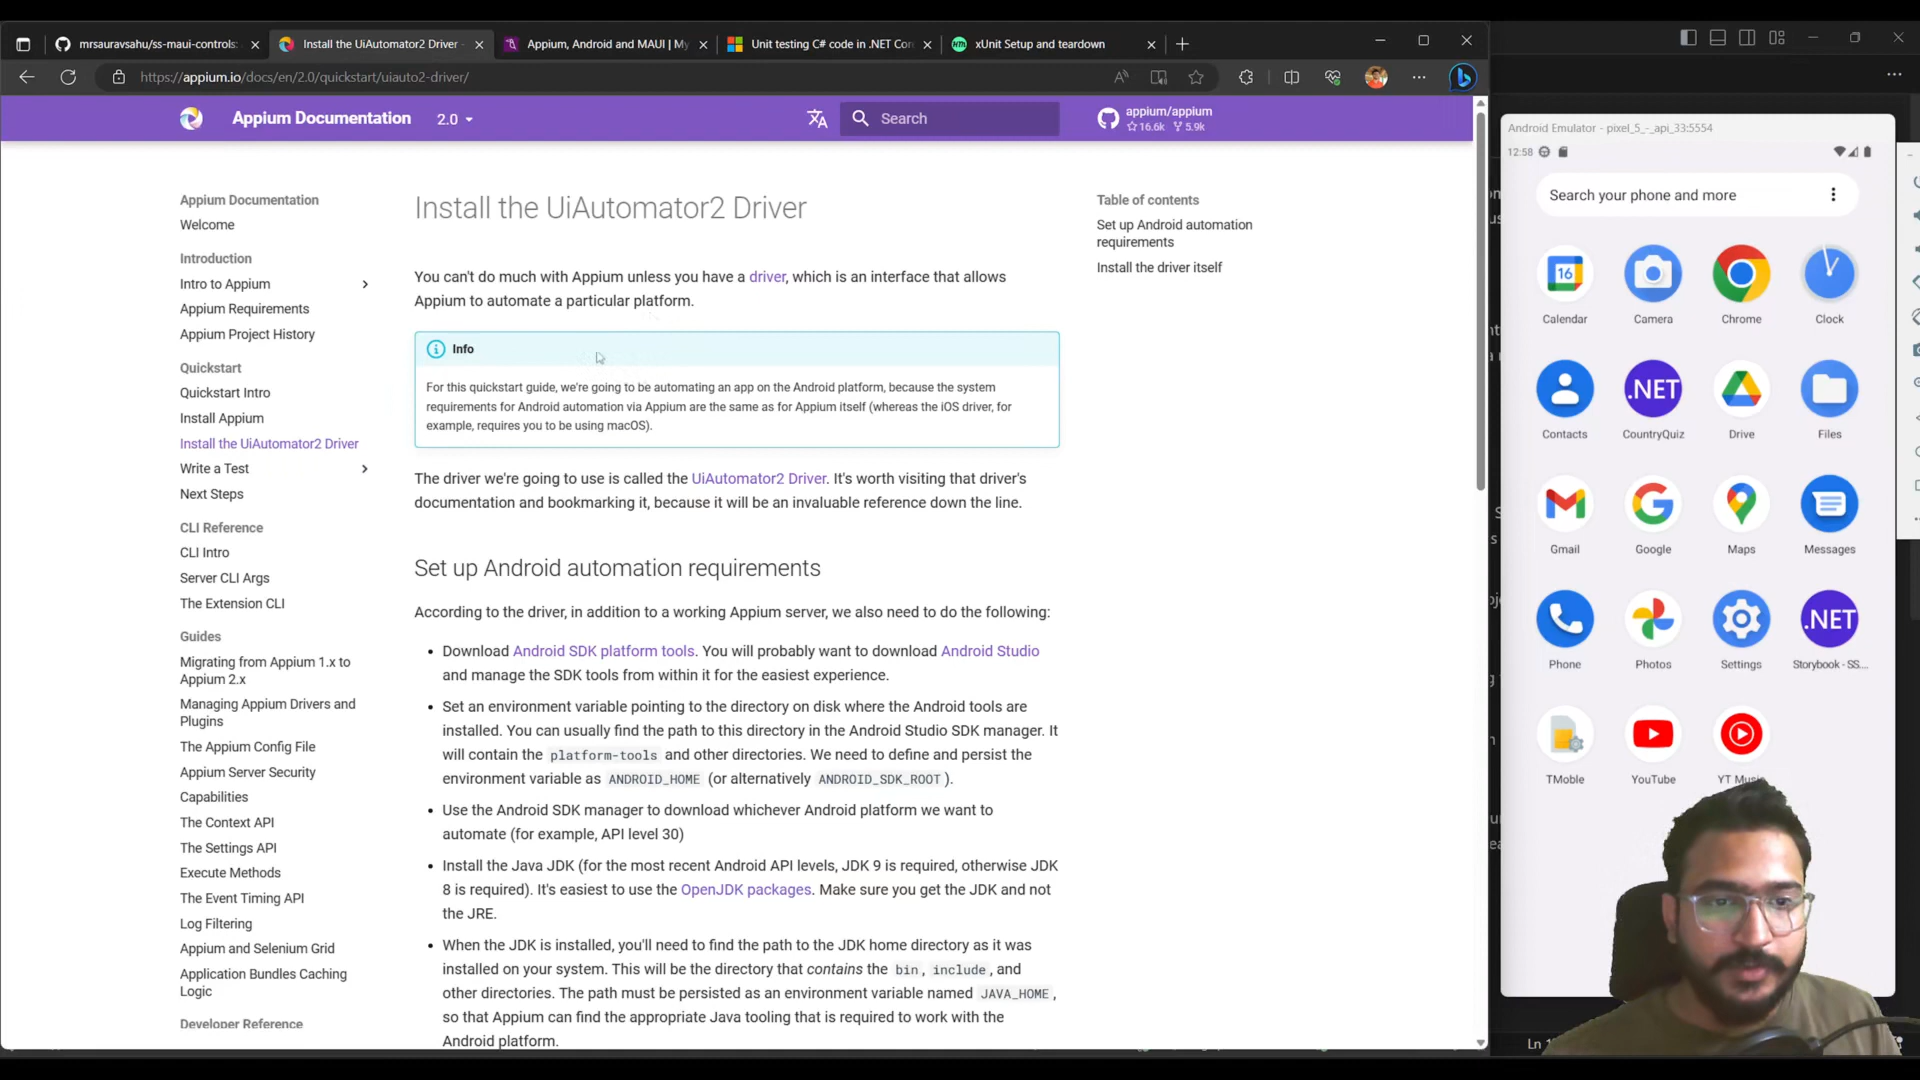 mrsauravsahu/ss-maui-controls:
Install the UiAutomator2 Driver
Appium, Android and MAUI | My
Unit testing C# code in .NET Cor
xUnit Setup and teardown
https://appium.io/docs/en/2.0/quickstart/uiauto2-driver/
Appium Documentation
2.0
Search
appium/appium
16.6k 5.9k
Appium Documentation
Welcome
Introduction
Intro to Appium
Appium Requirements
Appium Project History
Quickstart
Quickstart Intro
Install Appium
Install the UiAutomator2 Driver
Write a Test
Next Steps
CLI Reference
CLI Intro
Server CLI Args
The Extension CLI
Guides
Migrating from Appium 1.x to
Appium 2.x
Managing Appium Drivers and
Plugins
The Appium Config File
Appium Server Security
Capabilities
The Context API
The Settings API
Execute Methods
The Event Timing API
Log Filtering
Appium and Selenium Grid
Application Bundles Caching
Logic
Developer Reference
Install the UiAutomator2 Driver
You can't do much with Appium unless you have a driver, which is an interface that allows
Appium to automate a particular platform.
Info
For this quickstart guide, we're going to be automating an app on the Android platform, because the system
requirements for Android automation via Appium are the same as for Appium itself (whereas the iOS driver, for
example, requires you to be using macOS).
The driver we're going to use is called the UiAutomator2 Driver. It's worth visiting that driver's
documentation and bookmarking it, because it will be an invaluable reference down the line.
Set up Android automation requirements
According to the driver, in addition to a working Appium server, we also need to do the following:
• Download Android SDK platform tools. You will probably want to download Android Studio
and manage the SDK tools from within it for the easiest experience.
• Set an environment variable pointing to the directory on disk where the Android tools are
installed. You can usually find the path to this directory in the Android Studio SDK manager. It
will contain the platform-tools and other directories. We need to define and persist the
environment variable as ANDROID_HOME (or alternatively ANDROID_SDK_ROOT ).
• Use the Android SDK manager to download whichever Android platform we want to
automate (for example, API level 30)
• Install the Java JDK (for the most recent Android API levels, JDK 9 is required, otherwise JDK
8 is required). It's easiest to use the OpenJDK packages. Make sure you get the JDK and not
the JRE.
• When the JDK is installed, you'll need to find the path to the JDK home directory as it was
installed on your system. This will be the directory that contains the bin , include , and
other directories. The path must be persisted as an environment variable named JAVA_HOME ,
so that Appium can find the appropriate Java tooling that is required to work with the
Android platform.
Table of contents
Set up Android automation
requirements
Install the driver itself
Android Emulator - pixel_5_-_api_33:5554
12:58
Search your phone and more
16
Calendar
Camera
Chrome
Clock
.NET
Contacts
CountryQuiz
Drive
Files
Gmail
Google
Maps
Messages
.NET
Phone
Photos
Settings
Storybook - SS...
TMoble
YouTube
YT Music
Ln